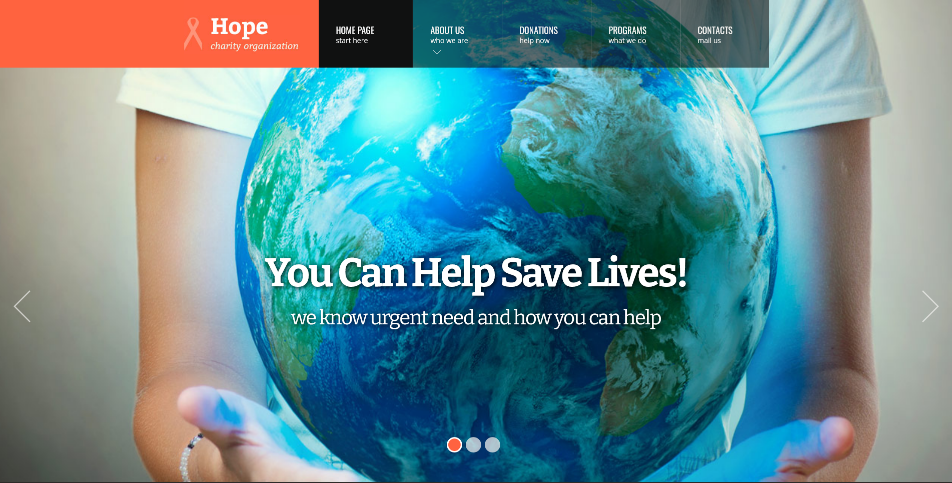 Hope
charity organization
HOME PAGE
start here
ABOUT US
who we are
DONATIONS
help now
PROGRAMS
what we do
CONTACTS
mail us
You Can Help Save Lives!
we know urgent need and how you can help